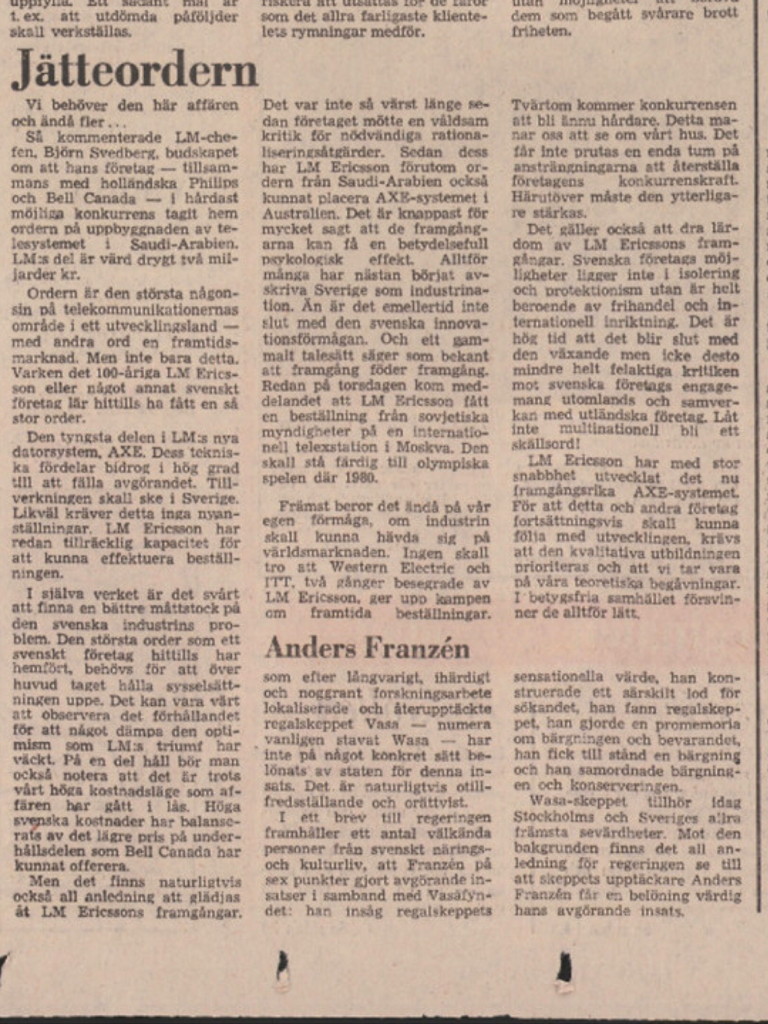 t. ex. att utdömda påföljder
skall verkställas.
som det allra farligaste kliente-
lets rymningar medför.
dem som begått svårare brott
friheten.
Jätteordern
Vi behöver den här affären
och ändå fler...
Så kommenterade LM-che-
fen, Björn Svedberg, budskapet
om att hans företag — tillsam-
mans med holländska Philips
och Bell Canada — i hårdast
möjliga konkurrens tagit hem
ordern på uppbyggnaden av te-
lesystemet i Saudi-Arabien.
LM:s del är värd drygt två mil-
jarder kr.
Ordern är den största någon-
sin på telekommunikationernas
område i ett utvecklingsland —
med andra ord en framtids-
marknad. Men inte bara detta.
Varken det 100-åriga LM Erics-
son eller något annat svenskt
företag lär hittills ha fått en så
stor order.
Den tyngsta delen i LM:s nya
datorsystem, AXE. Dess teknis-
ka fördelar bidrog i hög grad
till att fälla avgörandet. Till-
verkningen skall ske i Sverige.
Likväl kräver detta inga nyan-
ställningar. LM Ericsson har
redan tillräcklig kapacitet för
att kunna effektuera beställ-
ningen.
I själva verket är det svårt
att finna en bättre måttstock på
den svenska industrins pro-
blem. Den största order som ett
svenskt företag hittills har
hemfört, behövs för att över
huvud taget hålla sysselsätt-
ningen uppe. Det kan vara värt
att observera det förhållandet
för att något dämpa den opti-
mism som LM:s triumf har
väckt. På en del håll bör man
också notera att det är trots
vårt höga kostnadsläge som af-
fären har gått i lås. Höga
svenska kostnader har balanse-
rats av det lägre pris på under-
hållsdelen som Bell Canada har
kunnat offerera.
Men det finns naturligtvis
också all anledning att glädjas
åt LM Ericssons framgångar.
Det var inte så värst länge se-
dan företaget mötte en våldsam
kritik för nödvändiga rationa-
liseringsåtgärder. Sedan dess
har LM Ericsson förutom or-
dern från Saudi-Arabien också
kunnat placera AXE-systemet i
Australien. Det är knappast för
mycket sagt att de framgång-
arna kan få en betydelsefull
psykologisk effekt. Alltför
många har nästan börjat av-
skriva Sverige som industrina-
tion. Än är det emellertid inte
slut med den svenska innova-
tionsförmågan. Och ett gam-
malt talesätt säger som bekant
att framgång föder framgång.
Redan på torsdagen kom med-
delandet att LM Ericsson fått
en beställning från sovjetiska
myndigheter på en internatio-
nell telexstation i Moskva. Den
skall stå färdig till olympiska
spelen där 1980.
Främst beror det ändå på vår
egen förmåga, om industrin
skall kunna hävda sig på
världsmarknaden. Ingen skall
tro att Western Electric och
ITT, två gånger besegrade av
LM Ericsson, ger upp kampen
om framtida beställningar.
Tvärtom kommer konkurrensen
att bli ännu hårdare. Detta ma-
nar oss att se om vårt hus. Det
får inte prutas en enda tum på
ansträngningarna att återställa
företagens konkurrenskraft.
Härutöver måste den ytterliga-
re stärkas.
Det gäller också att dra lär-
dom av LM Ericssons fram-
gångar. Svenska företags möj-
ligheter ligger inte i isolering
och protektionism utan är helt
beroende av frihandel och in-
ternationell inriktning. Det är
hög tid att det blir slut med
den växande men icke desto
mindre helt felaktiga kritiken
mot svenska företags engage-
mang utomlands och samver-
kan med utländska företag. Låt
inte multinationell bli ett
skällsord!
LM Ericsson har med stor
snabbhet utvecklat det nu
framgångsrika AXE-systemet.
För att detta och andra företag
fortsättningsvis skall kunna
följa med utvecklingen, krävs
att den kvalitativa utbildningen
prioriteras och att vi tar vara
på våra teoretiska begåvningar.
I betygsfria samhället försvin-
ner de alltför lätt.
Anders Franzén
som efter långvarigt, ihärdigt
och noggrant forskningsarbete
lokaliserade och återupptäckte
regalskeppet Vasa — numera
vanligen stavat Wasa — har
inte på något konkret sätt be-
lönats av staten för denna in-
sats. Det är naturligtvis otill-
fredsställande och orättvist.
I ett brev till regeringen
framhåller ett antal välkända
personer från svenskt närings-
och kulturliv, att Franzén på
sex punkter gjort avgörande in-
satser i samband med Vasafyn-
det: han insåg regalskeppets
sensationella värde, han kon-
struerade ett särskilt lod för
sökandet, han fann regalskep-
pet, han gjorde en promemoria
om bärgningen och bevarandet,
han fick till stånd en bärgning
och han samordnade bärgning-
en och konserveringen.
Wasa-skeppet tillhör idag
Stockholms och Sveriges allra
främsta sevärdheter. Mot den
bakgrunden finns det all an-
ledning för regeringen se till
att skeppets upptäckare Anders
Franzén får en belöning värdig
hans avgörande insats.